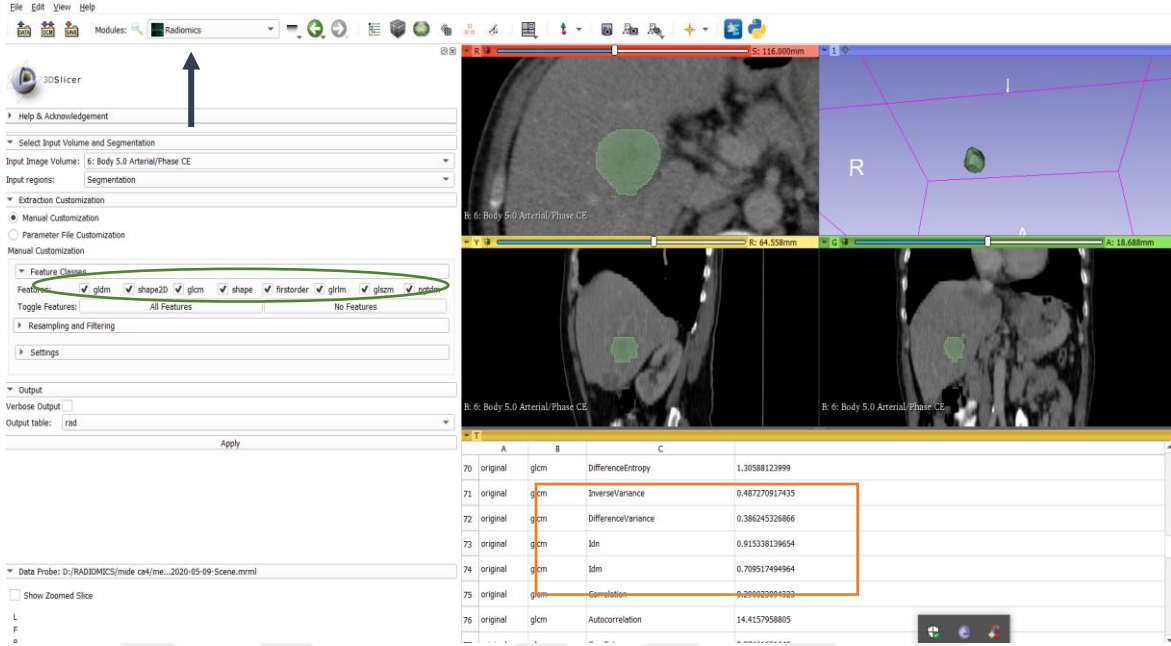 File Edit View Help
DATA DCM SAVE Modules: Radiomics
3DSlicer
Help & Acknowledgement
Select Input Volume and Segmentation
Input Image Volume: 6: Body 5.0 Arterial/Phase CE
Input regions: Segmentation
Extraction Customization
Manual Customization
Parameter File Customization
Manual Customization
Feature Classes
Features: gldm shape2D glcm shape firstorder glrlm glszm ngtdm
Toggle Features: All Features No Features
Resampling and Filtering
Settings
Output
Verbose Output
Output table: rad
Apply
Data Probe: D:/RADIOMICS/mide ca4/me...2020-05-09-Scene.mrml
Show Zoomed Slice
L
F
B
R S: 116.000mm
B: 6: Body 5.0 Arterial/Phase CE
1
R
Y R: 64.558mm
B: 6: Body 5.0 Arterial/Phase CE
G A: 18.688mm
B: 6: Body 5.0 Arterial/Phase CE
T
A B C
70 original glcm DifferenceEntropy 1.30588123999
71 original glcm InverseVariance 0.487270917435
72 original glcm DifferenceVariance 0.386245326866
73 original glcm Idn 0.915338139654
74 original glcm Idm 0.709517494964
75 original glcm Correlation
76 original glcm Autocorrelation 14.4157958805